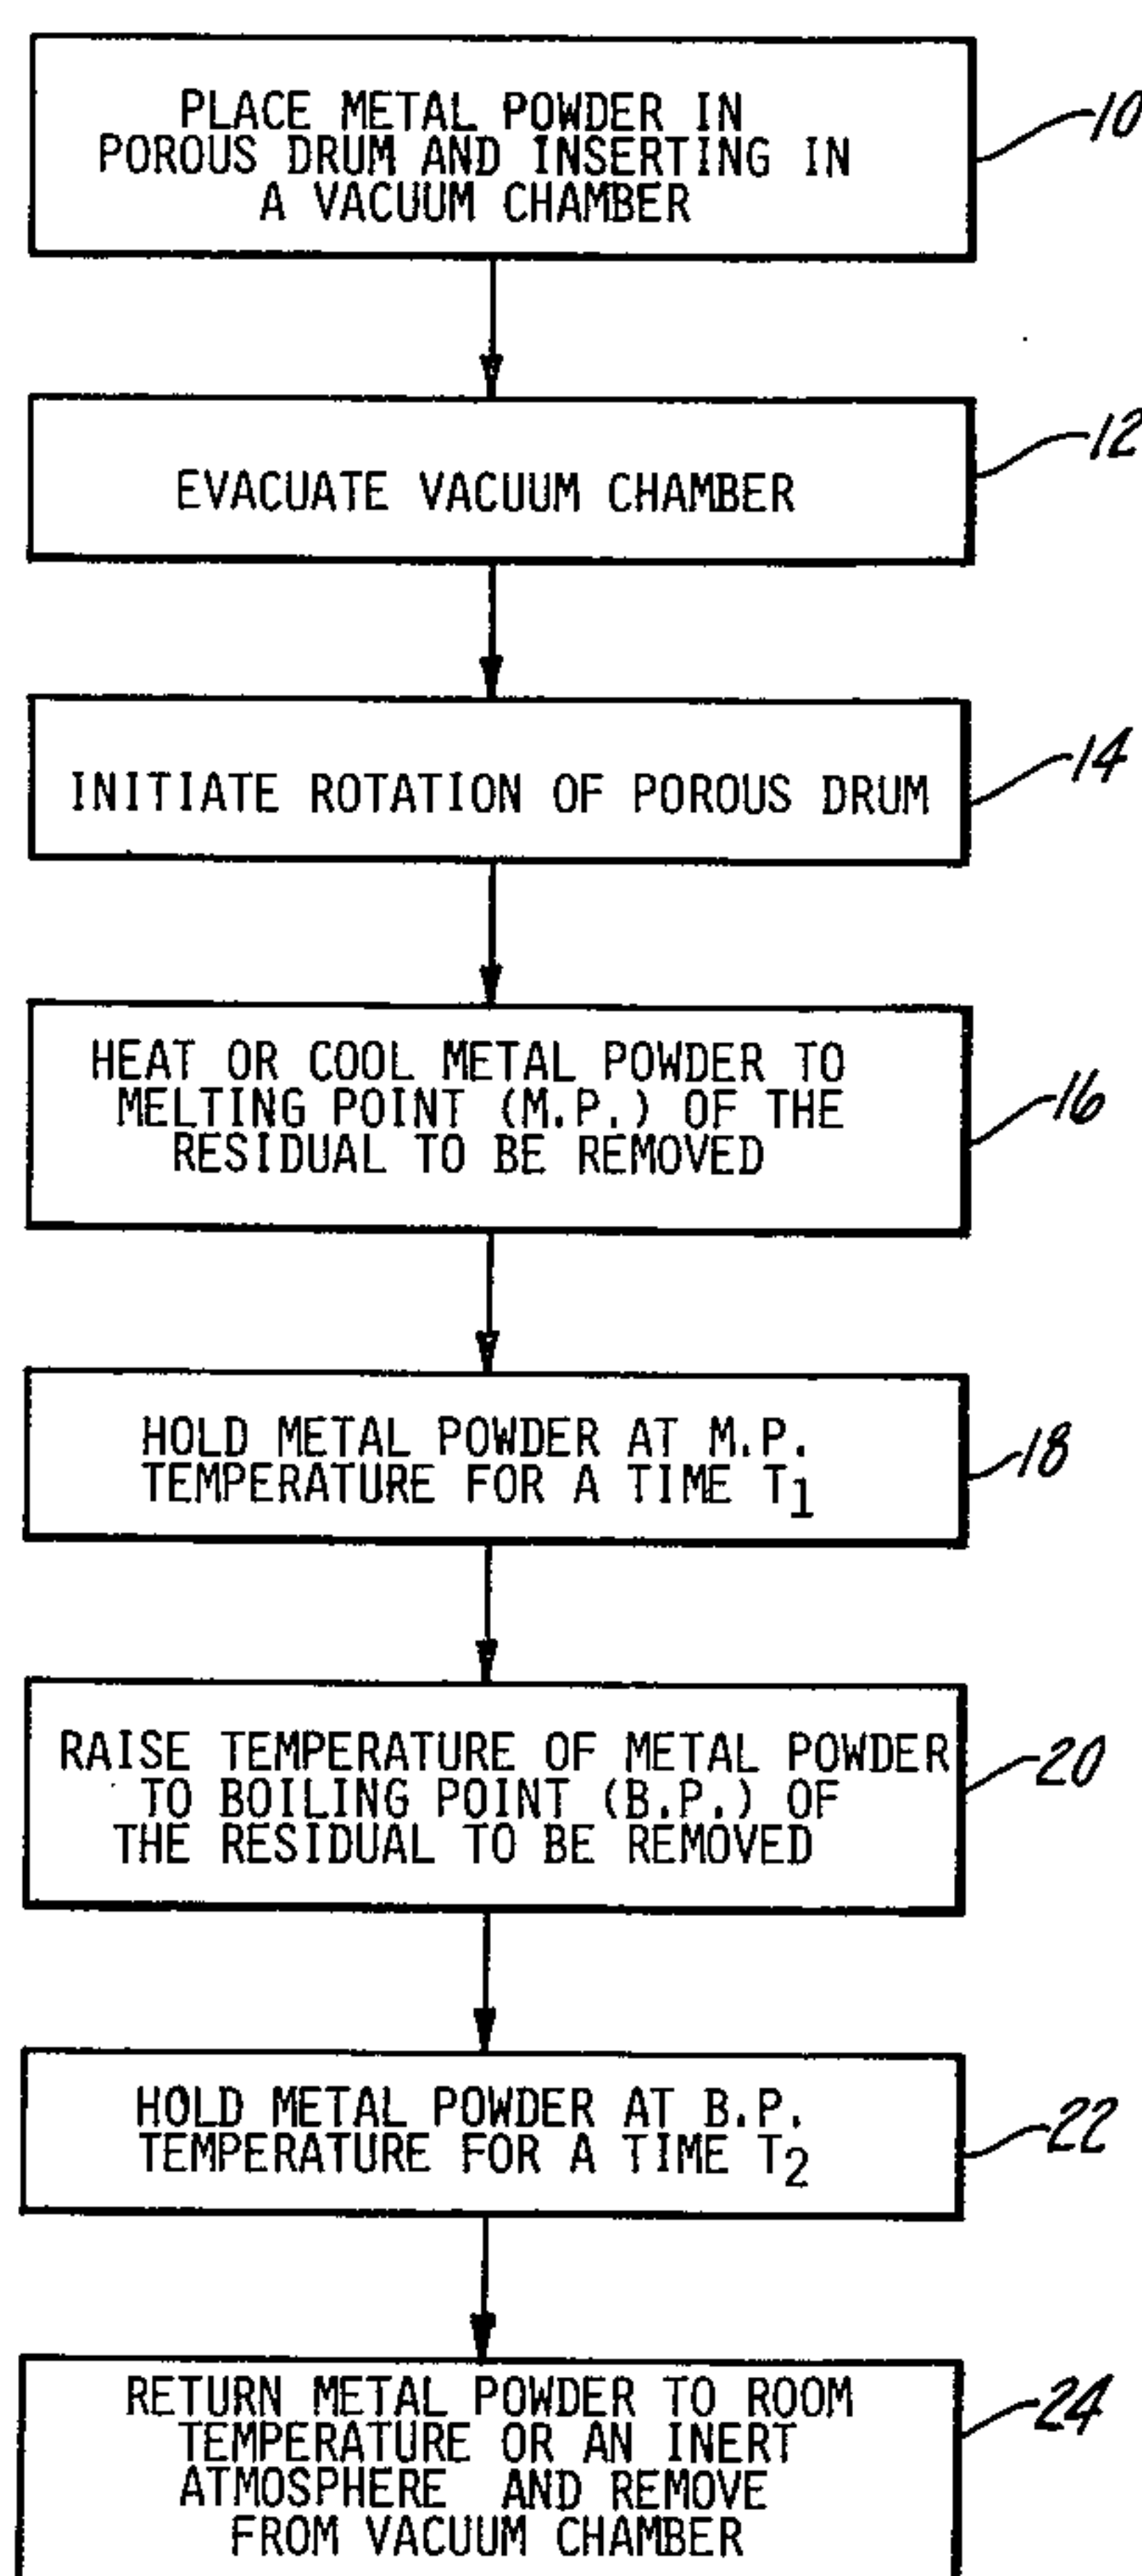 PLACE METAL POWDER IN
POROUS DRUM AND INSERTING IN
A VACUUM CHAMBER
10
EVACUATE VACUUM CHAMBER
12
INITIATE ROTATION OF POROUS DRUM
14
HEAT OR COOL METAL POWDER TO
MELTING POINT (M.P.) OF THE
RESIDUAL TO BE REMOVED
16
HOLD METAL POWDER AT M.P.
TEMPERATURE FOR A TIME T₁
18
RAISE TEMPERATURE OF METAL POWDER
TO BOILING POINT (B.P.) OF
THE RESIDUAL TO BE REMOVED
20
HOLD METAL POWDER AT B.P.
TEMPERATURE FOR A TIME T₂
22
RETURN METAL POWDER TO ROOM
TEMPERATURE OR AN INERT
ATMOSPHERE AND REMOVE
FROM VACUUM CHAMBER
24